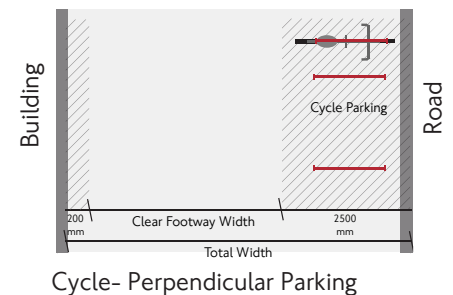 Building
Cycle Parking
Road
200
mm
Clear Footway Width
2500
mm
Total Width
Cycle- Perpendicular Parking